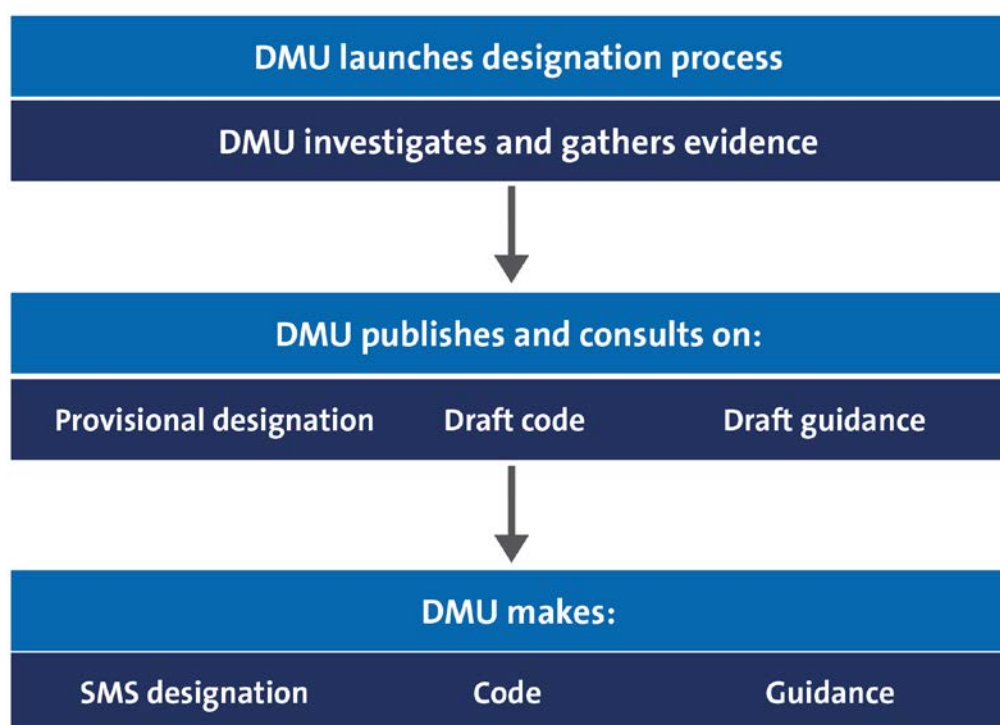 DMU launches designation process
DMU investigates and gathers evidence
DMU publishes and consults on:
Provisional designation Draft code Draft guidance
DMU makes:
SMS designation Code Guidance